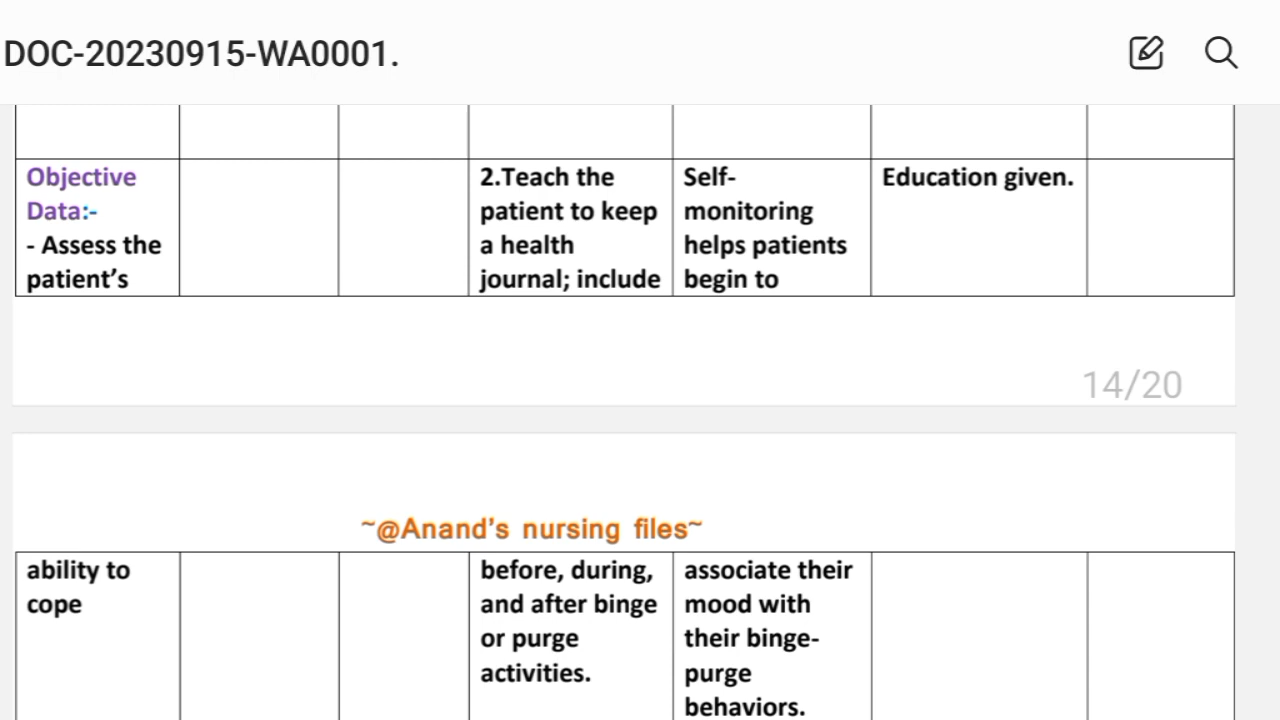 DOC-20230915-WA0001.
Objective
Data:-
- Assess the
patient's
2.Teach the
patient to keep
a health
journal; include
Self-
monitoring
helps patients
begin to
Education given.
14/20
~@Anand's nursing files~
ability to
cope
before, during,
and after binge
or purge
activities.
associate their
mood with
their binge-
purge
behaviors.